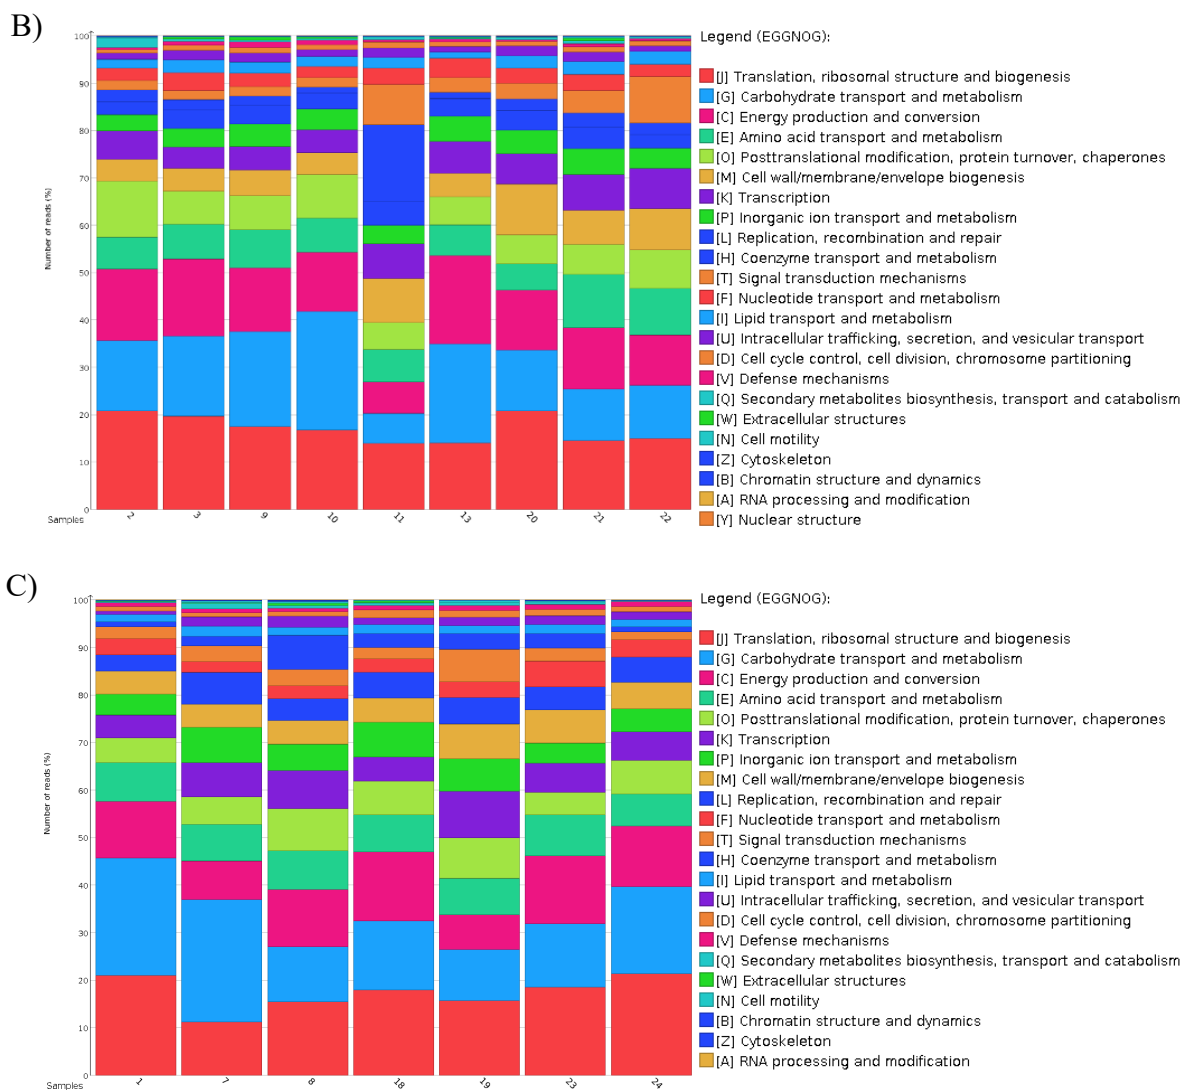 B)
Legend (EGGNOG):
[J] Translation, ribosomal structure and biogenesis
[G] Carbohydrate transport and metabolism
[C] Energy production and conversion
[E] Amino acid transport and metabolism
[O] Posttranslational modification, protein turnover, chaperones
[M] Cell wall/membrane/envelope biogenesis
[K] Transcription
[P] Inorganic ion transport and metabolism
[L] Replication, recombination and repair
[H] Coenzyme transport and metabolism
[T] Signal transduction mechanisms
[F] Nucleotide transport and metabolism
[I] Lipid transport and metabolism
[U] Intracellular trafficking, secretion, and vesicular transport
[D] Cell cycle control, cell division, chromosome partitioning
[V] Defense mechanisms
[Q] Secondary metabolites biosynthesis, transport and catabolism
[W] Extracellular structures
[N] Cell motility
[Z] Cytoskeleton
[B] Chromatin structure and dynamics
[A] RNA processing and modification
[Y] Nuclear structure
Number of reads (%)
100
90
80
70
60
50
40
30
20
10
0
Samples
2 3 9 10 11 13 20 21 22
C)
Legend (EGGNOG):
[J] Translation, ribosomal structure and biogenesis
[G] Carbohydrate transport and metabolism
[C] Energy production and conversion
[E] Amino acid transport and metabolism
[O] Posttranslational modification, protein turnover, chaperones
[K] Transcription
[P] Inorganic ion transport and metabolism
[M] Cell wall/membrane/envelope biogenesis
[L] Replication, recombination and repair
[F] Nucleotide transport and metabolism
[T] Signal transduction mechanisms
[H] Coenzyme transport and metabolism
[I] Lipid transport and metabolism
[U] Intracellular trafficking, secretion, and vesicular transport
[D] Cell cycle control, cell division, chromosome partitioning
[V] Defense mechanisms
[Q] Secondary metabolites biosynthesis, transport and catabolism
[W] Extracellular structures
[N] Cell motility
[B] Chromatin structure and dynamics
[Z] Cytoskeleton
[A] RNA processing and modification
Number of reads (%)
100
90
80
70
60
50
40
30
20
10
0
Samples
1 7 8 18 19 23 24